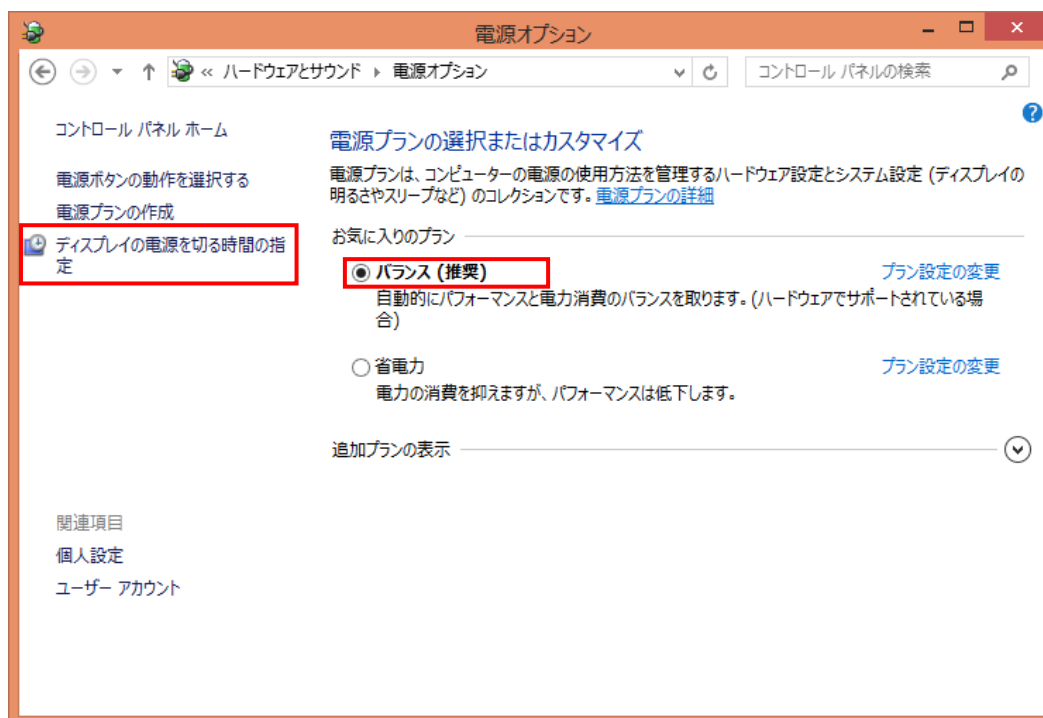 電源オプション
« ハードウェアとサウンド ▸ 電源オプション
コントロール パネルの検索
コントロール パネル ホーム
電源ボタンの動作を選択する
電源プランの作成
ディスプレイの電源を切る時間の指
定
電源プランの選択またはカスタマイズ
電源プランは、コンピューターの電源の使用方法を管理するハードウェア設定とシステム設定 (ディスプレイの
明るさやスリープなど) のコレクションです。電源プランの詳細
お気に入りのプラン
バランス (推奨) プラン設定の変更
自動的にパフォーマンスと電力消費のバランスを取ります。(ハードウェアでサポートされている場
合)
省電力 プラン設定の変更
電力の消費を抑えますが、パフォーマンスは低下します。
追加プランの表示
関連項目
個人設定
ユーザー アカウント